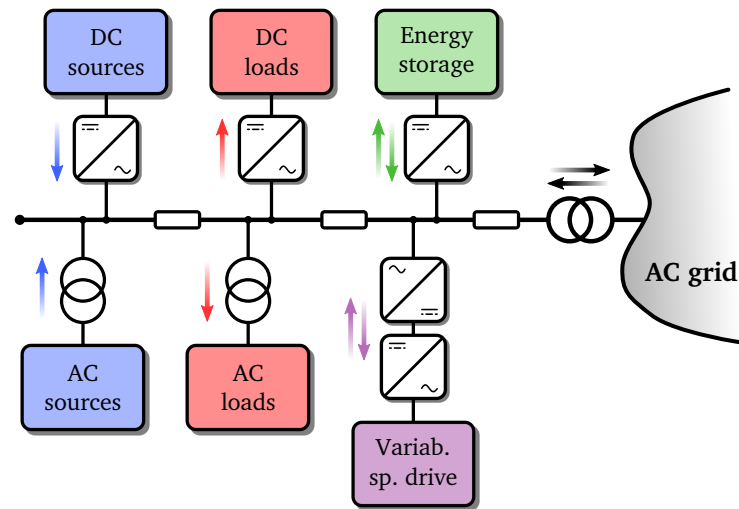 DC
sources
DC
loads
Energy
storage
AC grid
AC
sources
AC
loads
Variab.
sp. drive